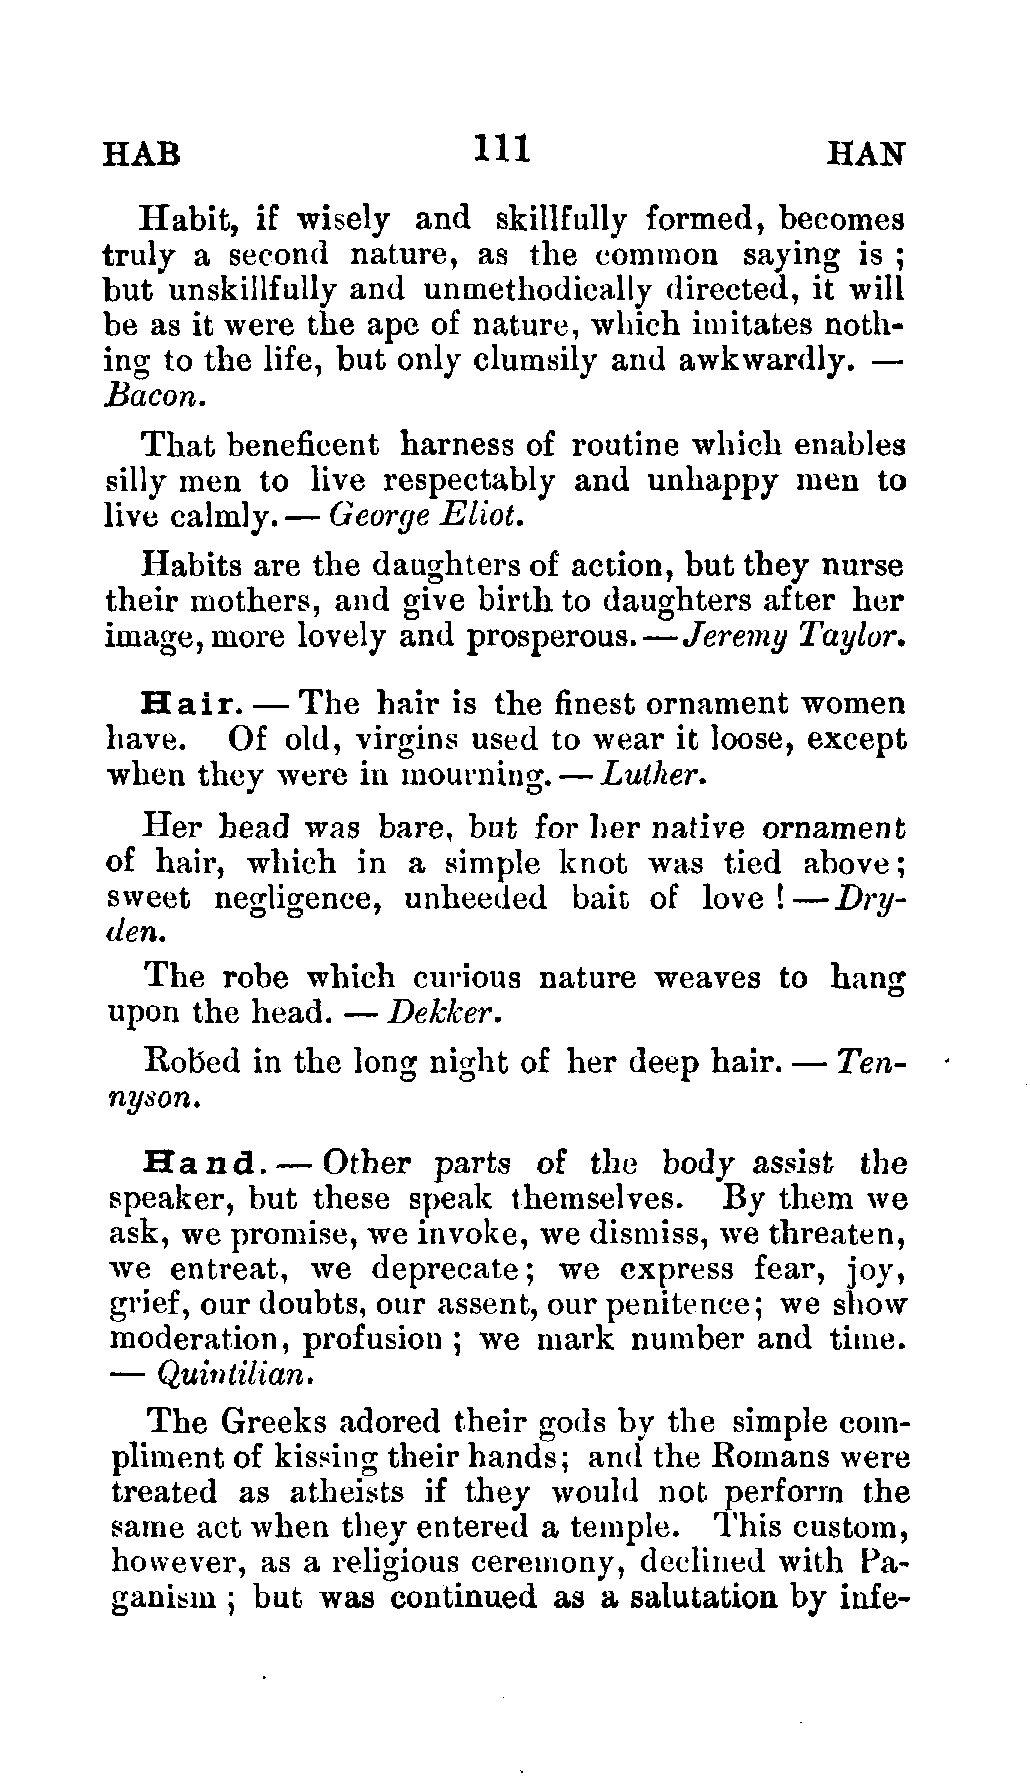 HAB 111 HAN
Habit, if wisely and skillfully formed, becomes
truly a second nature, as the common saying is ;
but unskillfully and unmethodically directed, it will
be as it were the ape of nature, which imitates noth-
ing to the life, but only clumsily and awkwardly. —
Bacon.
That beneficent harness of routine which enables
silly men to live respectably and unhappy men to
live calmly. — George Eliot.
Habits are the daughters of action, but they nurse
their mothers, and give birth to daughters after her
image, more lovely and prosperous. — Jeremy Taylor.
Hair. — The hair is the finest ornament women
have. Of old, virgins used to wear it loose, except
when they were in mourning. — Luther.
Her head was bare, but for her native ornament
of hair, which in a simple knot was tied above;
sweet negligence, unheeded bait of love ! — Dry-
den.
The robe which curious nature weaves to hang
upon the head. — Dekker.
Robed in the long night of her deep hair. — Ten-
nyson.
Hand. — Other parts of the body assist the
speaker, but these speak themselves. By them we
ask, we promise, we invoke, we dismiss, we threaten,
we entreat, we deprecate; we express fear, joy,
grief, our doubts, our assent, our penitence; we show
moderation, profusion ; we mark number and time.
— Quintilian.
The Greeks adored their gods by the simple com-
pliment of kissing their hands; and the Romans were
treated as atheists if they would not perform the
same act when they entered a temple. This custom,
however, as a religious ceremony, declined with Pa-
ganism ; but was continued as a salutation by infe-